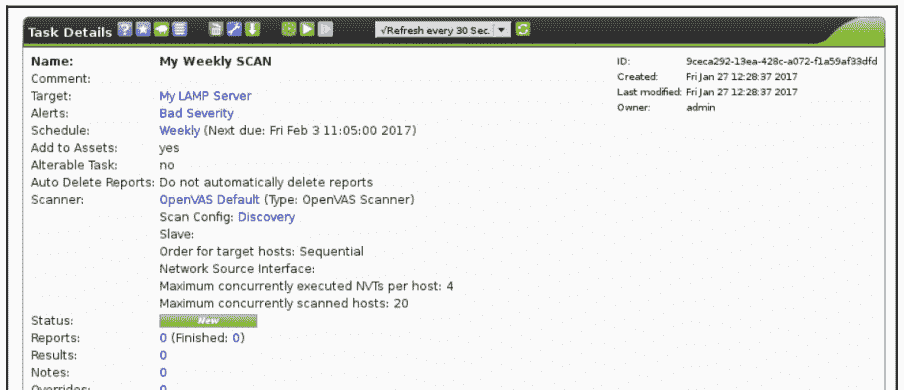 Task Details
√Refresh every 30 Sec.
Name: My Weekly SCAN
ID: 9ceca292-13ea-428c-a072-f1a59af33dfd
Comment:
Created: Fri Jan 27 12:28:37 2017
Target: My LAMP Server
Last modified: Fri Jan 27 12:28:37 2017
Alerts: Bad Severity
Owner: admin
Schedule: Weekly (Next due: Fri Feb 3 11:05:00 2017)
Add to Assets: yes
Alterable Task: no
Auto Delete Reports: Do not automatically delete reports
Scanner: OpenVAS Default (Type: OpenVAS Scanner)
Scan Config: Discovery
Slave:
Order for target hosts: Sequential
Network Source Interface:
Maximum concurrently executed NVTs per host: 4
Maximum concurrently scanned hosts: 20
Status: New
Reports: 0 (Finished: 0)
Results: 0
Notes: 0
Overrides: 0